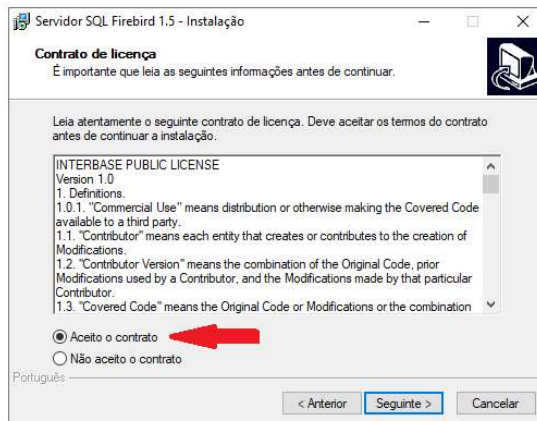 Servidor SQL Firebird 1.5 - Instalação
Contrato de licença
É importante que leia as seguintes informações antes de continuar.
Leia atentamente o seguinte contrato de licença. Deve aceitar os termos do contrato
antes de continuar a instalação.
INTERBASE PUBLIC LICENSE
Version 1.0
1. Definitions.
1.0.1. "Commercial Use" means distribution or otherwise making the Covered Code
available to a third party.
1.1. "Contributor" means each entity that creates or contributes to the creation of
Modifications.
1.2. "Contributor Version" means the combination of the Original Code, prior
Modifications used by a Contributor, and the Modifications made by that particular
Contributor.
1.3. "Covered Code" means the Original Code or Modifications or the combination
Aceito o contrato
Não aceito o contrato
Português
< Anterior
Seguinte >
Cancelar